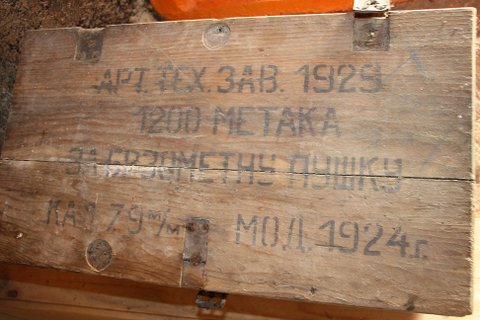 АРТ. ТЕХ. ЗАВ. 1929
1200 МЕТАКА
ЗА БРЗОМЕТНУ ПУШКУ
КАЛ. 7.9 m/м МОД. 1924 г.